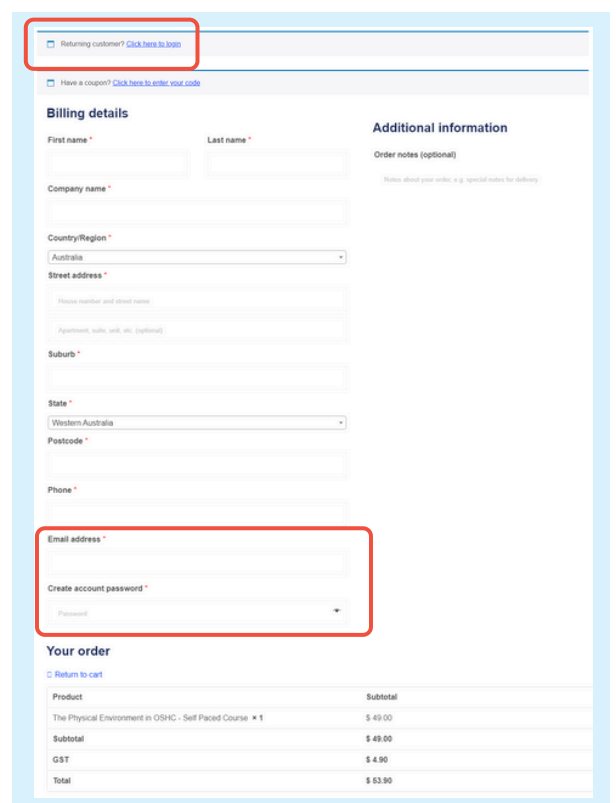 Returning customer? Click here to login
Have a coupon? Click here to enter your code
Billing details
First name *
Last name *
Company name *
Country/Region *
Australia
Street address *
House number and street name
Apartment, suite, unit, etc. (optional)
Suburb *
State *
Western Australia
Postcode *
Phone *
Email address *
Create account password *
Password
Additional information
Order notes (optional)
Notes about your order, e.g. special notes for delivery.
Your order
Return to cart
Product Subtotal
The Physical Environment in OSHC - Self Paced Course × 1 $ 49.00
Subtotal $ 49.00
GST $ 4.90
Total $ 53.90